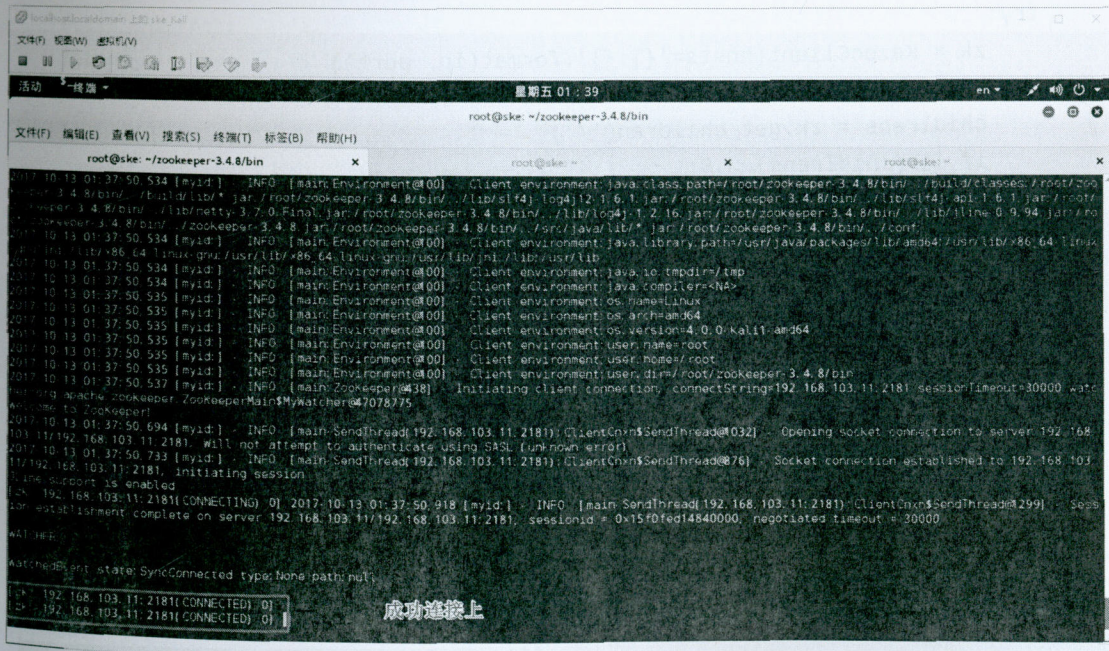 localhost.localdomain 上的 ske_kali
文件(F) 视图(W) 虚拟机(V)
活动 终端 星期五 01：39 en
root@ske: ~/zookeeper-3.4.8/bin
文件(F) 编辑(E) 查看(V) 搜索(S) 终端(T) 标签(B) 帮助(H)
root@ske: ~/zookeeper-3.4.8/bin × root@ske: ~ × root@ske: ~ ×
2017-10-13 01:37:50,534 [myid:] - INFO [main:Environment@100] - Client environment:java.class.path=/root/zookeeper-3.4.8/bin/../build/classes:/root/zoo
keeper-3.4.8/bin/../build/lib/*.jar:/root/zookeeper-3.4.8/bin/../lib/slf4j-log4j12-1.6.1.jar:/root/zookeeper-3.4.8/bin/../lib/slf4j-api-1.6.1.jar:/root/
zookeeper-3.4.8/bin/../lib/netty-3.7.0.Final.jar:/root/zookeeper-3.4.8/bin/../lib/log4j-1.2.16.jar:/root/zookeeper-3.4.8/bin/../lib/jline-0.9.94.jar:/ro
ot/zookeeper-3.4.8/bin/../zookeeper-3.4.8.jar:/root/zookeeper-3.4.8/bin/../src/java/lib/*.jar:/root/zookeeper-3.4.8/bin/../conf:
2017-10-13 01:37:50,534 [myid:] - INFO [main:Environment@100] - Client environment:java.library.path=/usr/java/packages/lib/amd64:/usr/lib/x86_64-linux
/lib/x86_64-linux-gnu:/usr/lib/x86_64-linux-gnu:/usr/lib/jni:/lib:/usr/lib
2017-10-13 01:37:50,534 [myid:] - INFO [main:Environment@100] - Client environment:java.io.tmpdir=/tmp
2017-10-13 01:37:50,534 [myid:] - INFO [main:Environment@100] - Client environment:java.compiler=<NA>
2017-10-13 01:37:50,535 [myid:] - INFO [main:Environment@100] - Client environment:os.name=Linux
2017-10-13 01:37:50,535 [myid:] - INFO [main:Environment@100] - Client environment:os.arch=amd64
2017-10-13 01:37:50,535 [myid:] - INFO [main:Environment@100] - Client environment:os.version=4.0.0-kali1-amd64
2017-10-13 01:37:50,535 [myid:] - INFO [main:Environment@100] - Client environment:user.name=root
2017-10-13 01:37:50,535 [myid:] - INFO [main:Environment@100] - Client environment:user.home=/root
2017-10-13 01:37:50,535 [myid:] - INFO [main:Environment@100] - Client environment:user.dir=/root/zookeeper-3.4.8/bin
2017-10-13 01:37:50,537 [myid:] - INFO [main:ZooKeeper@438] - Initiating client connection, connectString=192.168.103.11:2181 sessionTimeout=30000 watc
her=org.apache.zookeeper.ZooKeeperMain$MyWatcher@47078775
Welcome to ZooKeeper!
2017-10-13 01:37:50,694 [myid:] - INFO [main-SendThread(192.168.103.11:2181):ClientCnxn$SendThread@1032] - Opening socket connection to server 192.168.
103.11/192.168.103.11:2181. Will not attempt to authenticate using SASL (unknown error)
2017-10-13 01:37:50,733 [myid:] - INFO [main-SendThread(192.168.103.11:2181):ClientCnxn$SendThread@876] - Socket connection established to 192.168.103.
11/192.168.103.11:2181, initiating session
JLine support is enabled
[zk: 192.168.103.11:2181(CONNECTING) 0] 2017-10-13 01:37:50,918 [myid:] - INFO [main-SendThread(192.168.103.11:2181):ClientCnxn$SendThread@1299] - Sess
ion establishment complete on server 192.168.103.11/192.168.103.11:2181, sessionid = 0x15f0fed14840000, negotiated timeout = 30000
WATCHER::
WatchedEvent state:SyncConnected type:None path:null
[zk: 192.168.103.11:2181(CONNECTED) 0]
[zk: 192.168.103.11:2181(CONNECTED) 0]
成功连接上